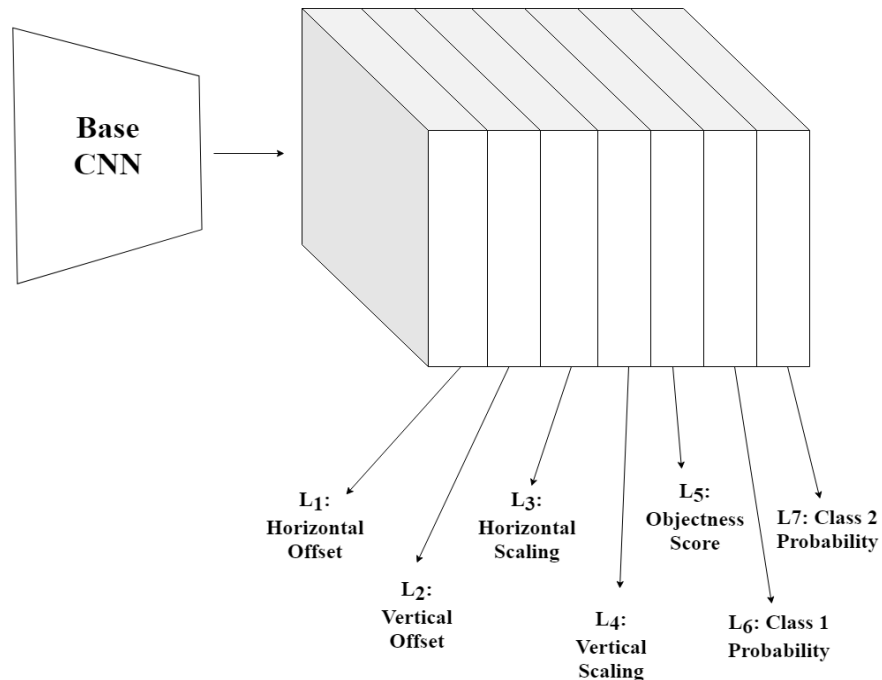 Base
CNN
L1:
Horizontal
Offset
L2:
Vertical
Offset
L3:
Horizontal
Scaling
L4:
Vertical
Scaling
L5:
Objectness
Score
L6: Class 1
Probability
L7: Class 2
Probability